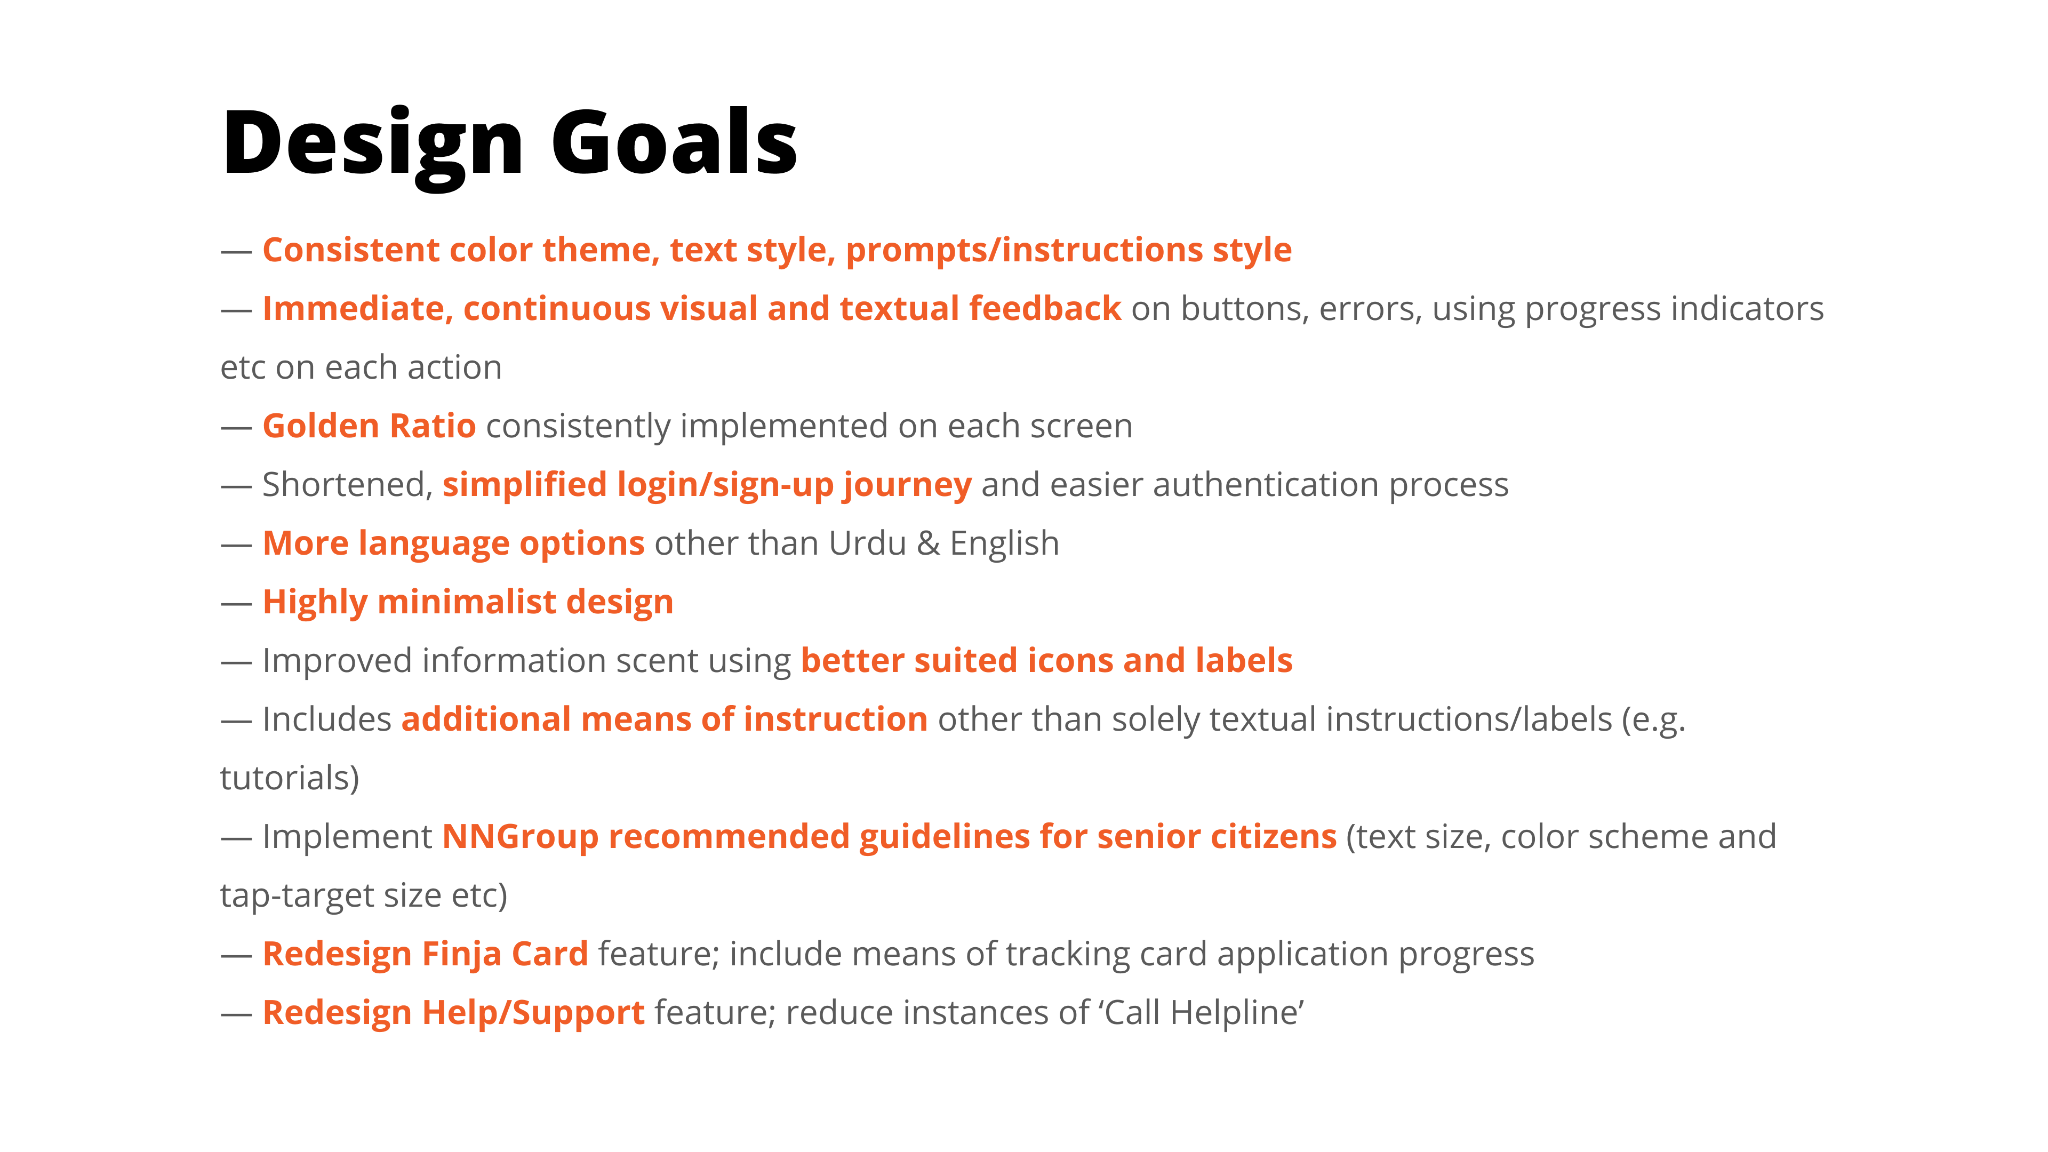 Design Goals
— Consistent color theme, text style, prompts/instructions style
— Immediate, continuous visual and textual feedback on buttons, errors, using progress indicators
etc on each action
— Golden Ratio consistently implemented on each screen
— Shortened, simplified login/sign-up journey and easier authentication process
— More language options other than Urdu & English
— Highly minimalist design
— Improved information scent using better suited icons and labels
— Includes additional means of instruction other than solely textual instructions/labels (e.g.
tutorials)
— Implement NNGroup recommended guidelines for senior citizens (text size, color scheme and
tap-target size etc)
— Redesign Finja Card feature; include means of tracking card application progress
— Redesign Help/Support feature; reduce instances of ‘Call Helpline’